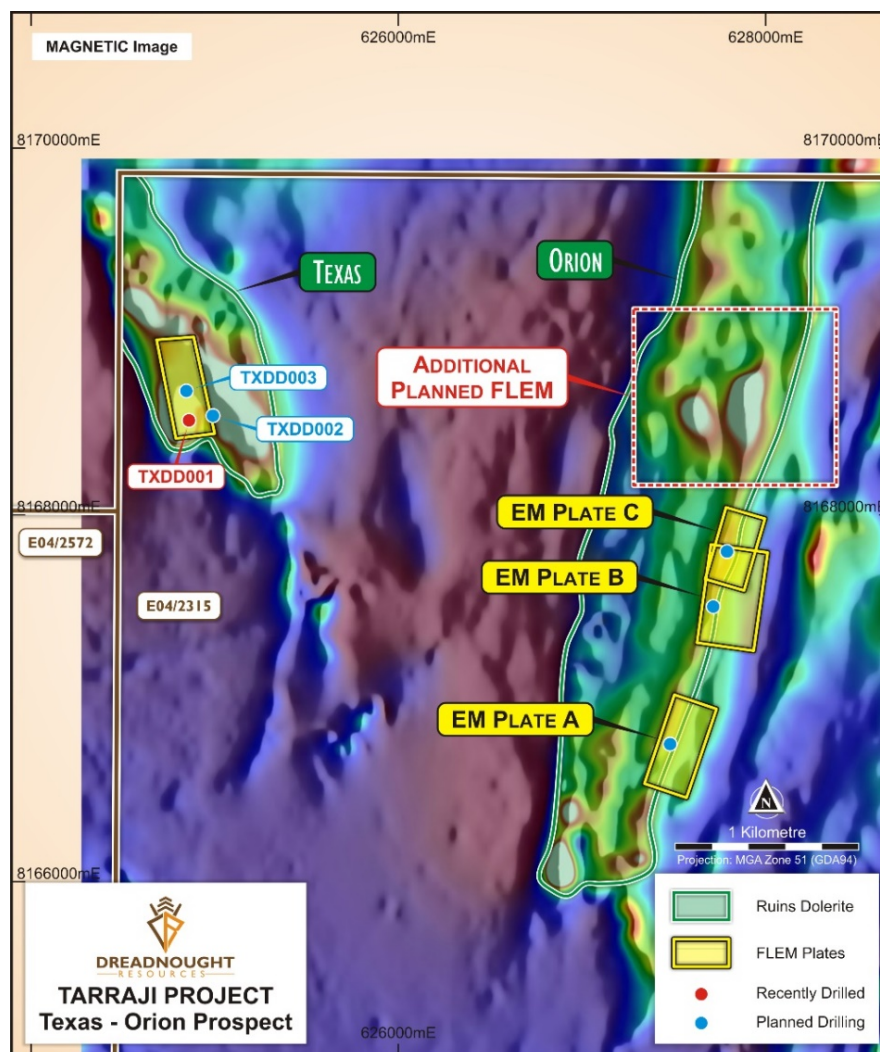 MAGNETIC Image
626000mE
628000mE
8170000mE
8170000mE
TEXAS
ORION
ADDITIONAL
PLANNED FLEM
TXDD003
TXDD002
TXDD001
8168000mE
8168000mE
EM PLATE C
E04/2572
EM PLATE B
E04/2315
EM PLATE A
N
1 Kilometre
Projection: MGA Zone 51 (GDA94)
8166000mE
DREADNOUGHT
RESOURCES
TARRAJI PROJECT
Texas - Orion Prospect
626000mE
Ruins Dolerite
FLEM Plates
Recently Drilled
Planned Drilling